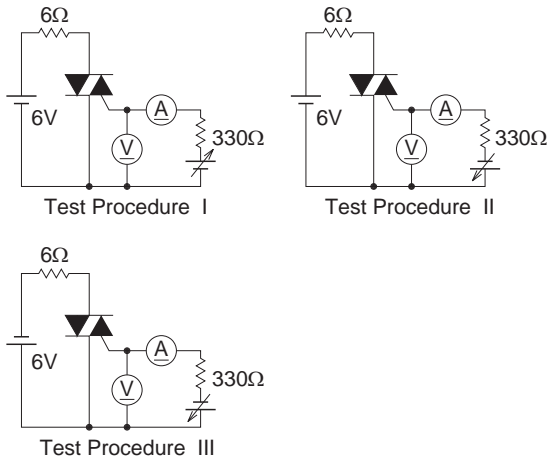 6Ω
6V
A
V
330Ω
Test Procedure I
6Ω
6V
A
V
330Ω
Test Procedure II
6Ω
6V
A
V
330Ω
Test Procedure III